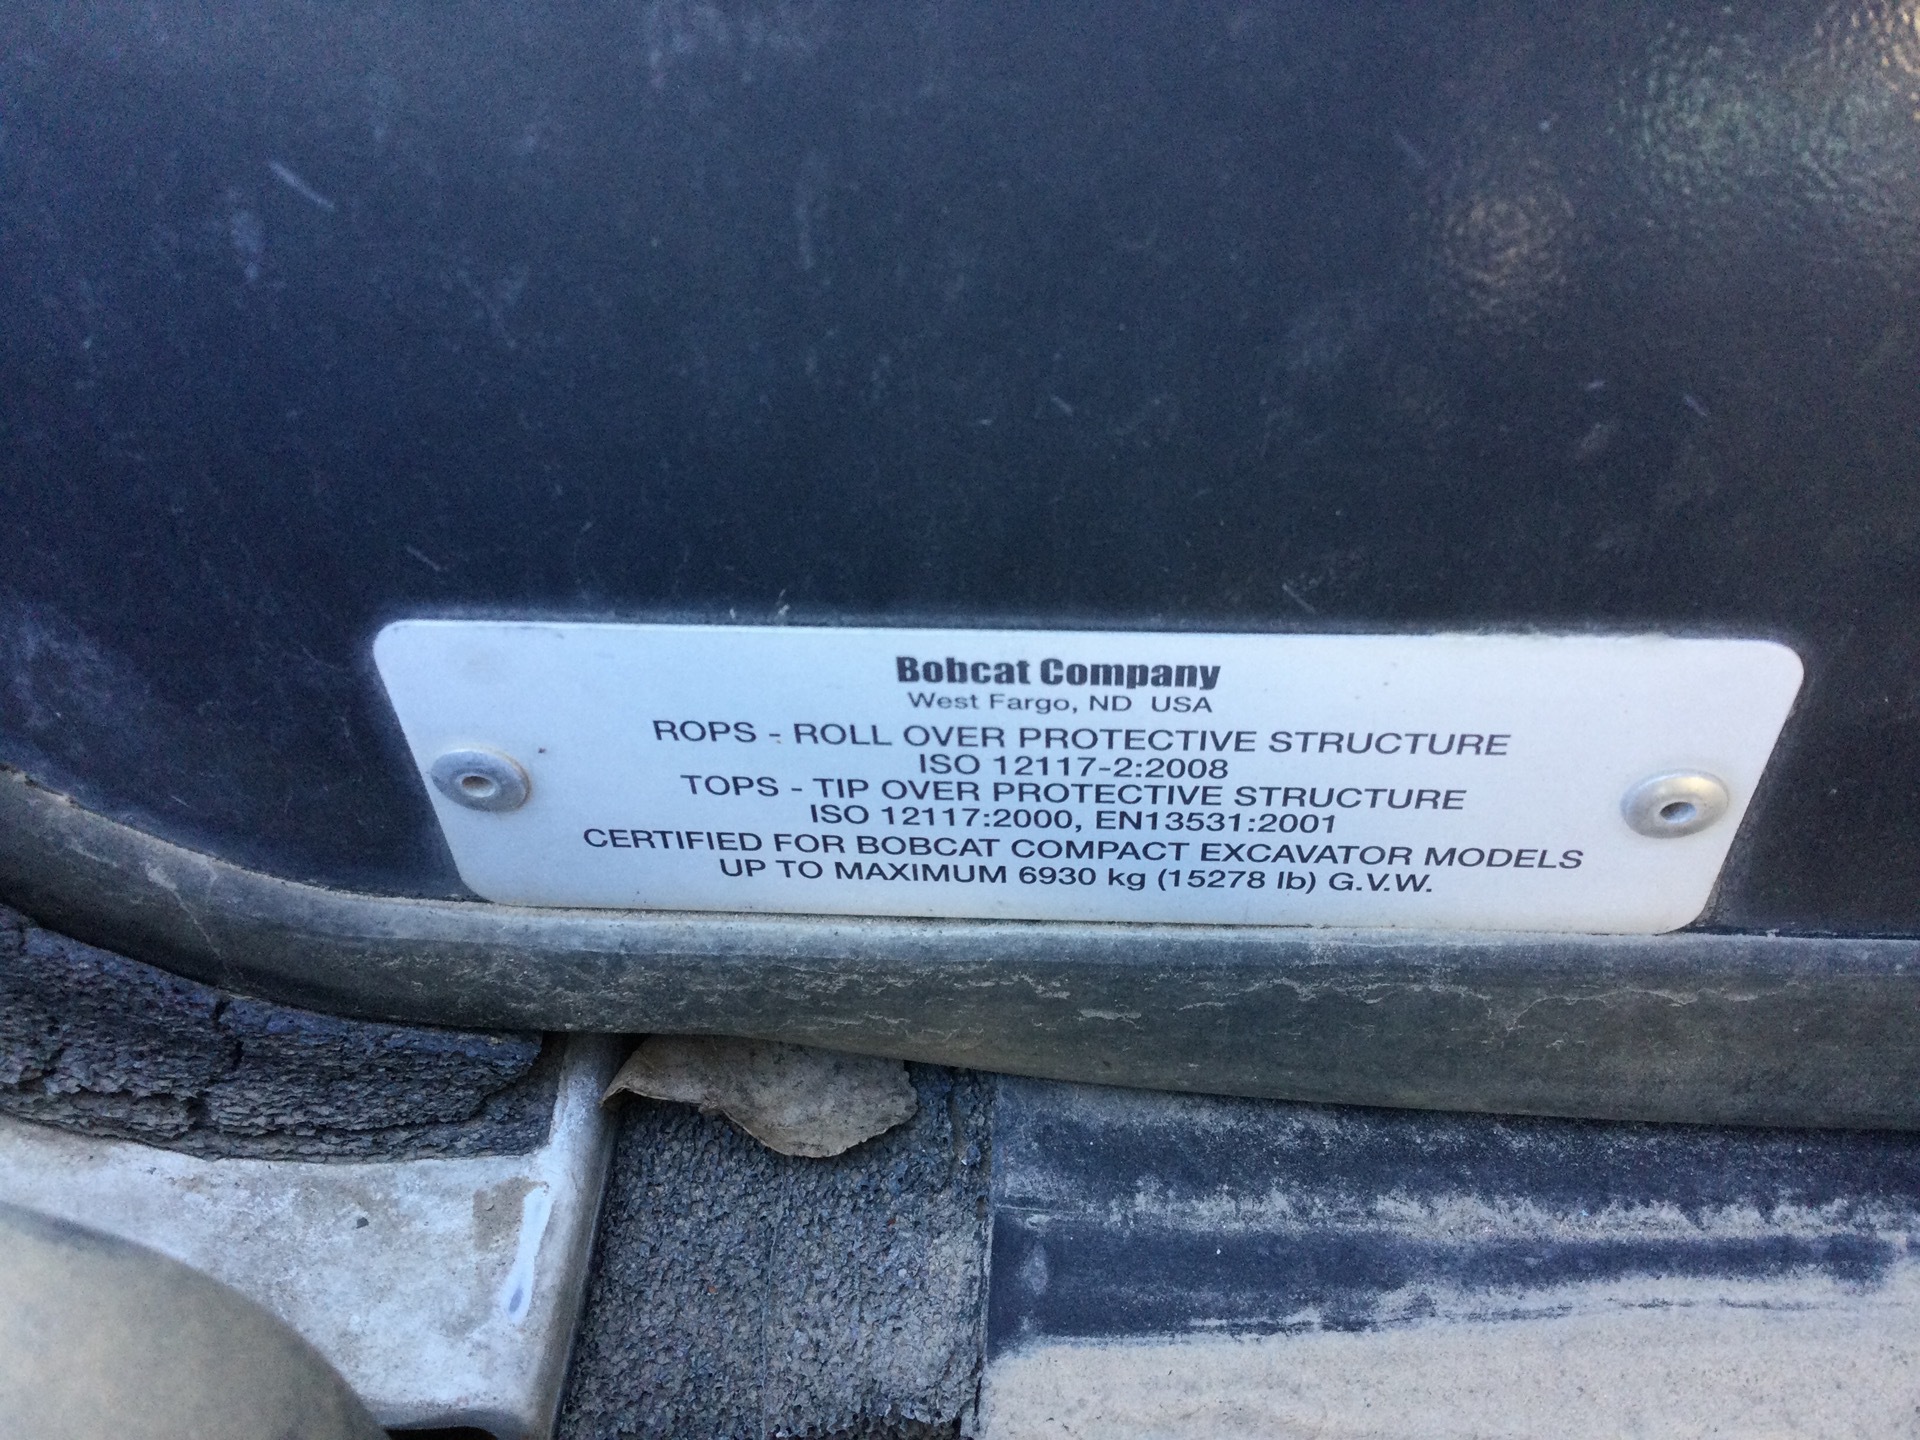 Bobcat Company
West Fargo, ND USA
ROPS - ROLL OVER PROTECTIVE STRUCTURE
ISO 12117-2:2008
TOPS - TIP OVER PROTECTIVE STRUCTURE
ISO 12117:2000, EN13531:2001
CERTIFIED FOR BOBCAT COMPACT EXCAVATOR MODELS
UP TO MAXIMUM 6930 kg (15278 lb) G.V.W.